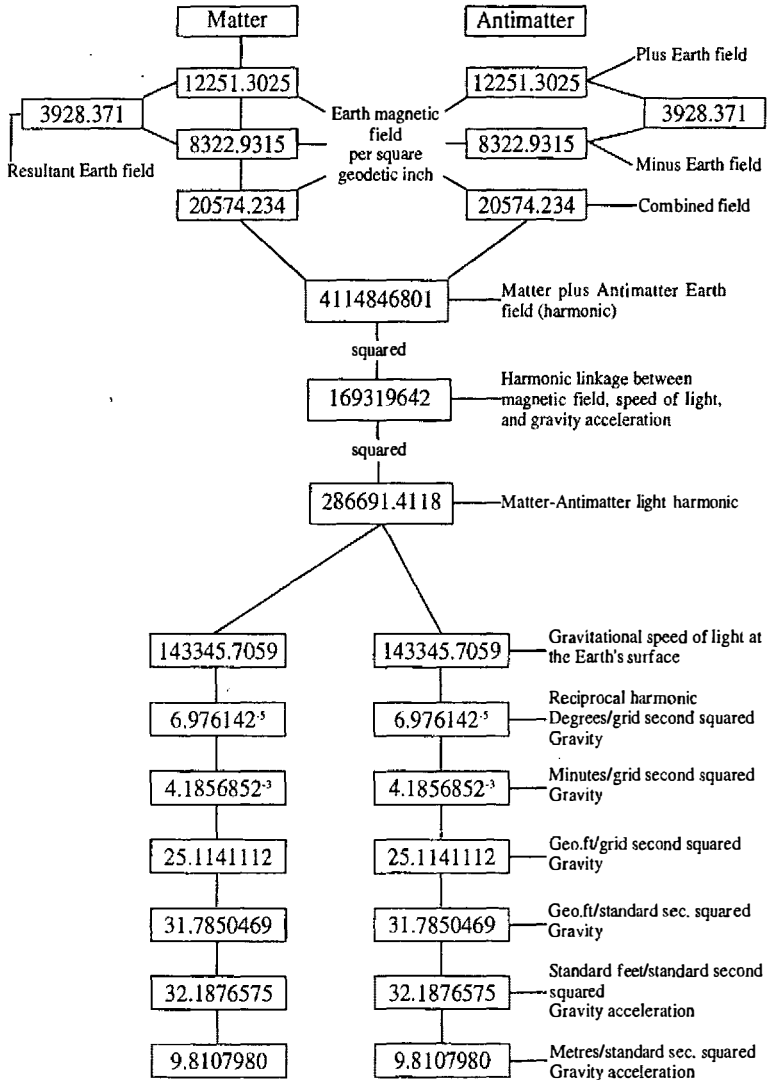 Matter
Antimatter
Plus Earth field
12251.3025
12251.3025
3928.371
Earth magnetic
field
per square
geodetic inch
3928.371
8322.9315
8322.9315
Resultant Earth field
Minus Earth field
20574.234
20574.234
Combined field
4114846801
Matter plus Antimatter Earth
field (harmonic)
squared
169319642
Harmonic linkage between
magnetic field, speed of light,
and gravity acceleration
squared
286691.4118
Matter-Antimatter light harmonic
143345.7059
143345.7059
Gravitational speed of light at
the Earth's surface
6.976142⁻⁵
6.976142⁻⁵
Reciprocal harmonic
Degrees/grid second squared
Gravity
4.1856852⁻³
4.1856852⁻³
Minutes/grid second squared
Gravity
25.1141112
25.1141112
Geo.ft/grid second squared
Gravity
31.7850469
31.7850469
Geo.ft/standard sec. squared
Gravity
32.1876575
32.1876575
Standard feet/standard second
squared
Gravity acceleration
9.8107980
9.8107980
Metres/standard sec. squared
Gravity acceleration